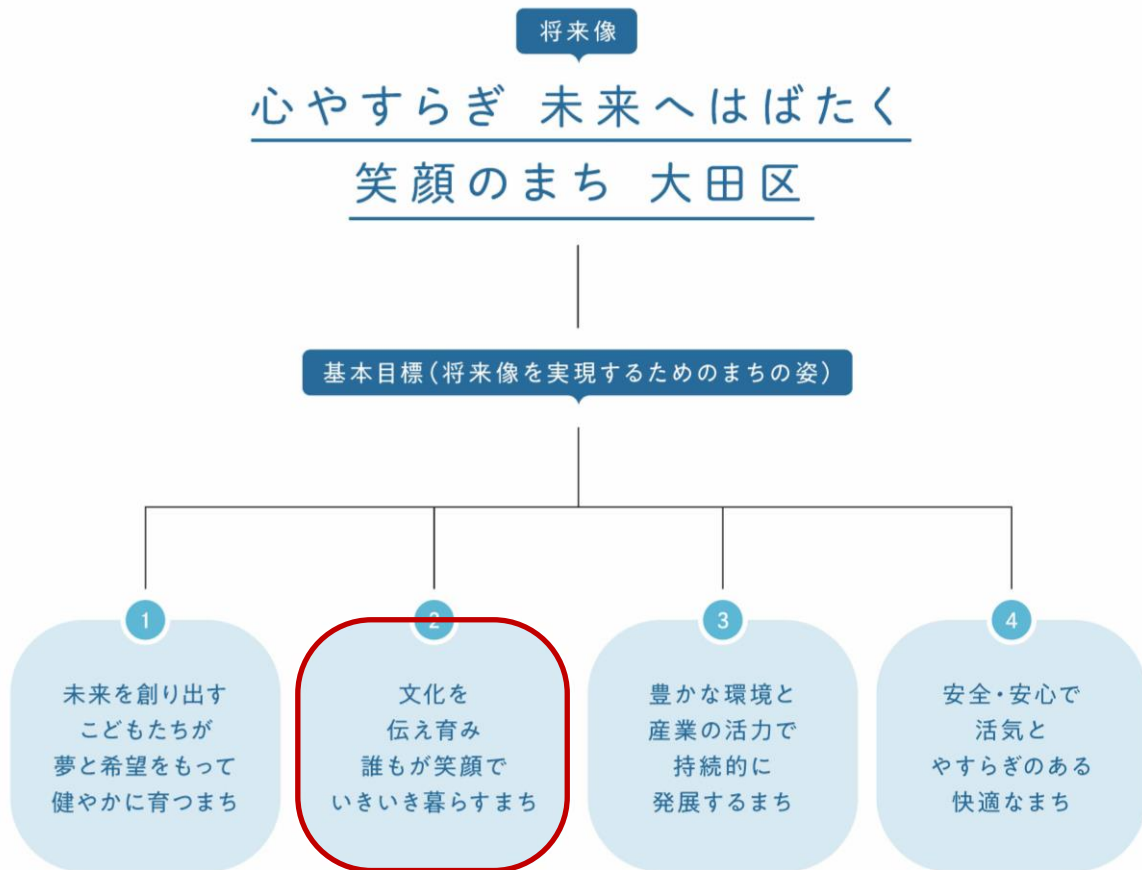 将来像
心やすらぎ 未来へはばたく
笑顔のまち 大田区
基本目標(将来像を実現するためのまちの姿)
1
未来を創り出す
こどもたちが
夢と希望をもって
健やかに育つまち
2
文化を
伝え育み
誰もが笑顔で
いきいき暮らすまち
3
豊かな環境と
産業の活力で
持続的に
発展するまち
4
安全・安心で
活気と
やすらぎのある
快適なまち